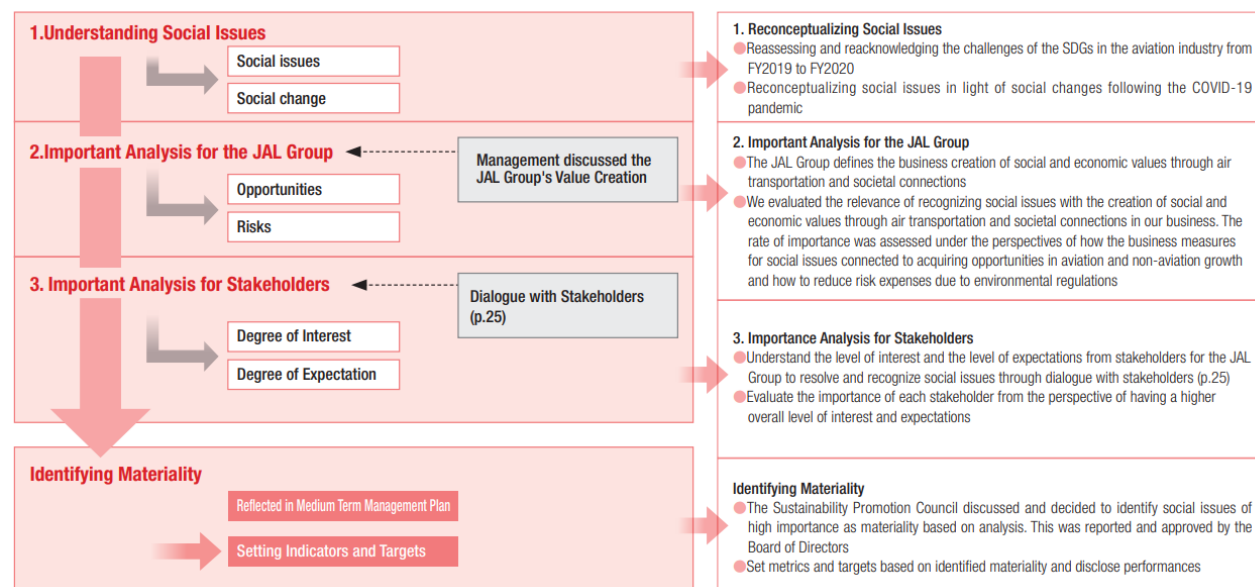 1.Understanding Social Issues
Social issues
Social change
2.Important Analysis for the JAL Group
Opportunities
Risks
Management discussed the
JAL Group's Value Creation
3. Important Analysis for Stakeholders
Degree of Interest
Degree of Expectation
Dialogue with Stakeholders
(p.25)
Identifying Materiality
Reflected in Medium Term Management Plan
Setting Indicators and Targets
1. Reconceptualizing Social Issues
●Reassessing and reacknowledging the challenges of the SDGs in the aviation industry from
FY2019 to FY2020
●Reconceptualizing social issues in light of social changes following the COVID-19
pandemic
2. Important Analysis for the JAL Group
●The JAL Group defines the business creation of social and economic values through air
transportation and societal connections
●We evaluated the relevance of recognizing social issues with the creation of social and
economic values through air transportation and societal connections in our business. The
rate of importance was assessed under the perspectives of how the business measures
for social issues connected to acquiring opportunities in aviation and non-aviation growth
and how to reduce risk expenses due to environmental regulations
3. Importance Analysis for Stakeholders
●Understand the level of interest and the level of expectations from stakeholders for the JAL
Group to resolve and recognize social issues through dialogue with stakeholders (p.25)
●Evaluate the importance of each stakeholder from the perspective of having a higher
overall level of interest and expectations
Identifying Materiality
●The Sustainability Promotion Council discussed and decided to identify social issues of
high importance as materiality based on analysis. This was reported and approved by the
Board of Directors
●Set metrics and targets based on identified materiality and disclose performances